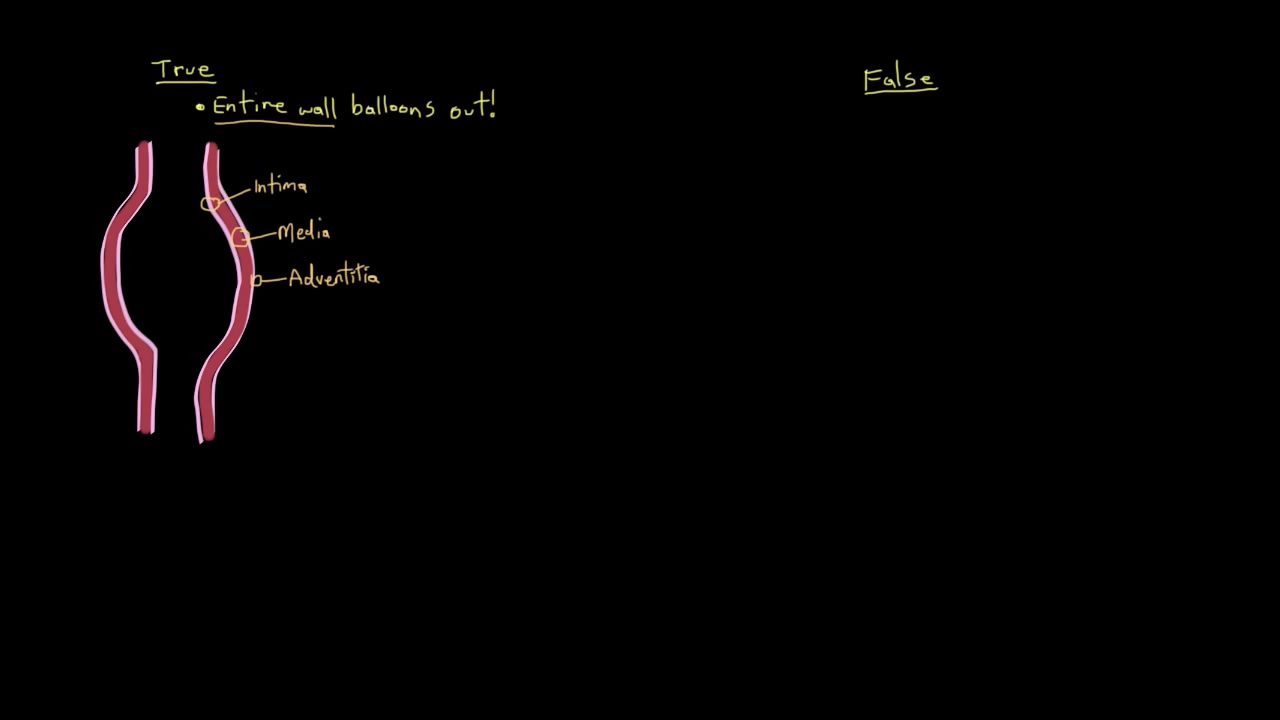 True
• Entire wall balloons out!
Intima
Media
Adventitia
False